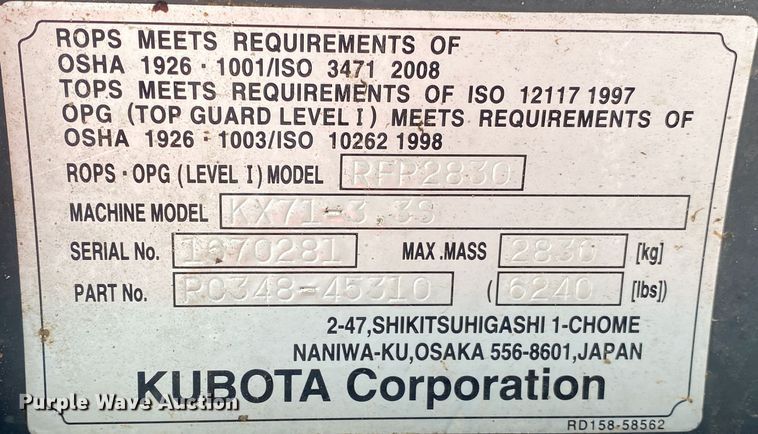 ROPS MEETS REQUIREMENTS OF
OSHA 1926・1001/ISO 3471 2008
TOPS MEETS REQUIREMENTS OF ISO 12117 1997
OPG (TOP GUARD LEVEL I) MEETS REQUIREMENTS OF
OSHA 1926・1003/ISO 10262 1998
ROPS・OPG (LEVEL I) MODEL RFP2830
MACHINE MODEL KX71-3 3S
SERIAL No. 1670281 MAX.MASS 2830 [kg]
PART No. RC348-45310 ( 6240 [lbs])
2-47,SHIKITSUHIGASHI 1-CHOME
NANIWA-KU,OSAKA 556-8601,JAPAN
KUBOTA Corporation
RD158-58562
Purple Wave Auction